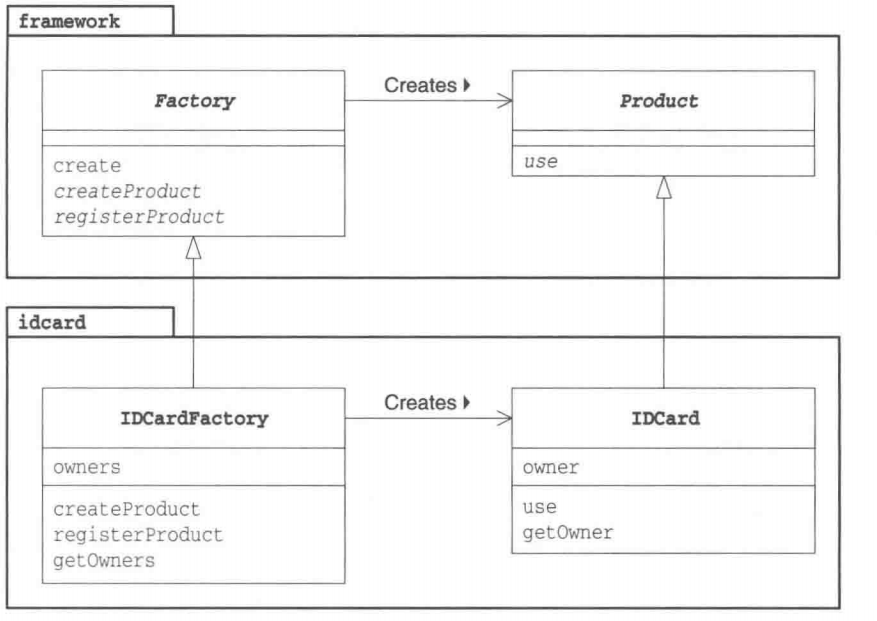 framework
Factory
Creates
Product
create
createProduct
registerProduct
use
idcard
IDCardFactory
Creates
IDCard
owners
owner
createProduct
registerProduct
getOwners
use
getOwner